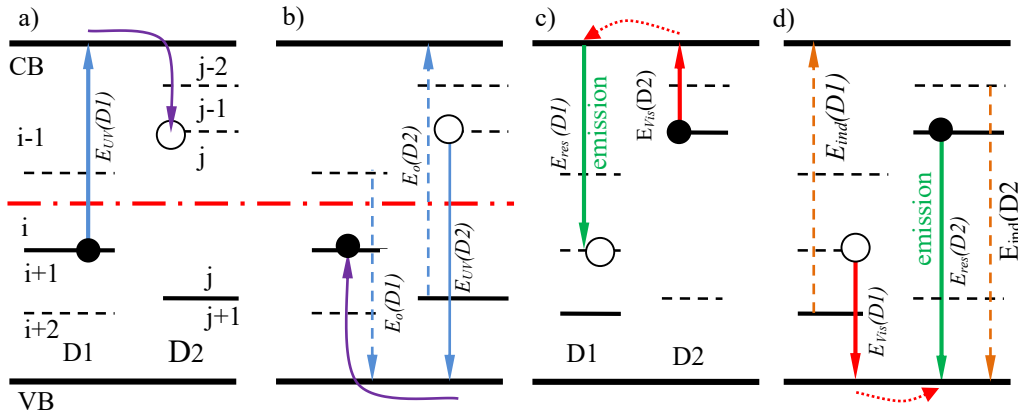 a)
b)
c)
d)
CB
j-2
j-1
i-1
j
E_UV(D1)
i
i+1
j
i+2
j+1
D1
D2
VB
E_o(D2)
E_UV(D2)
E_o(D1)
E_res(D1)
emission
E_Vis(D2)
D1
D2
E_ind(D1)
emission
E_res(D2)
E_ind(D2
E_Vis(D1)